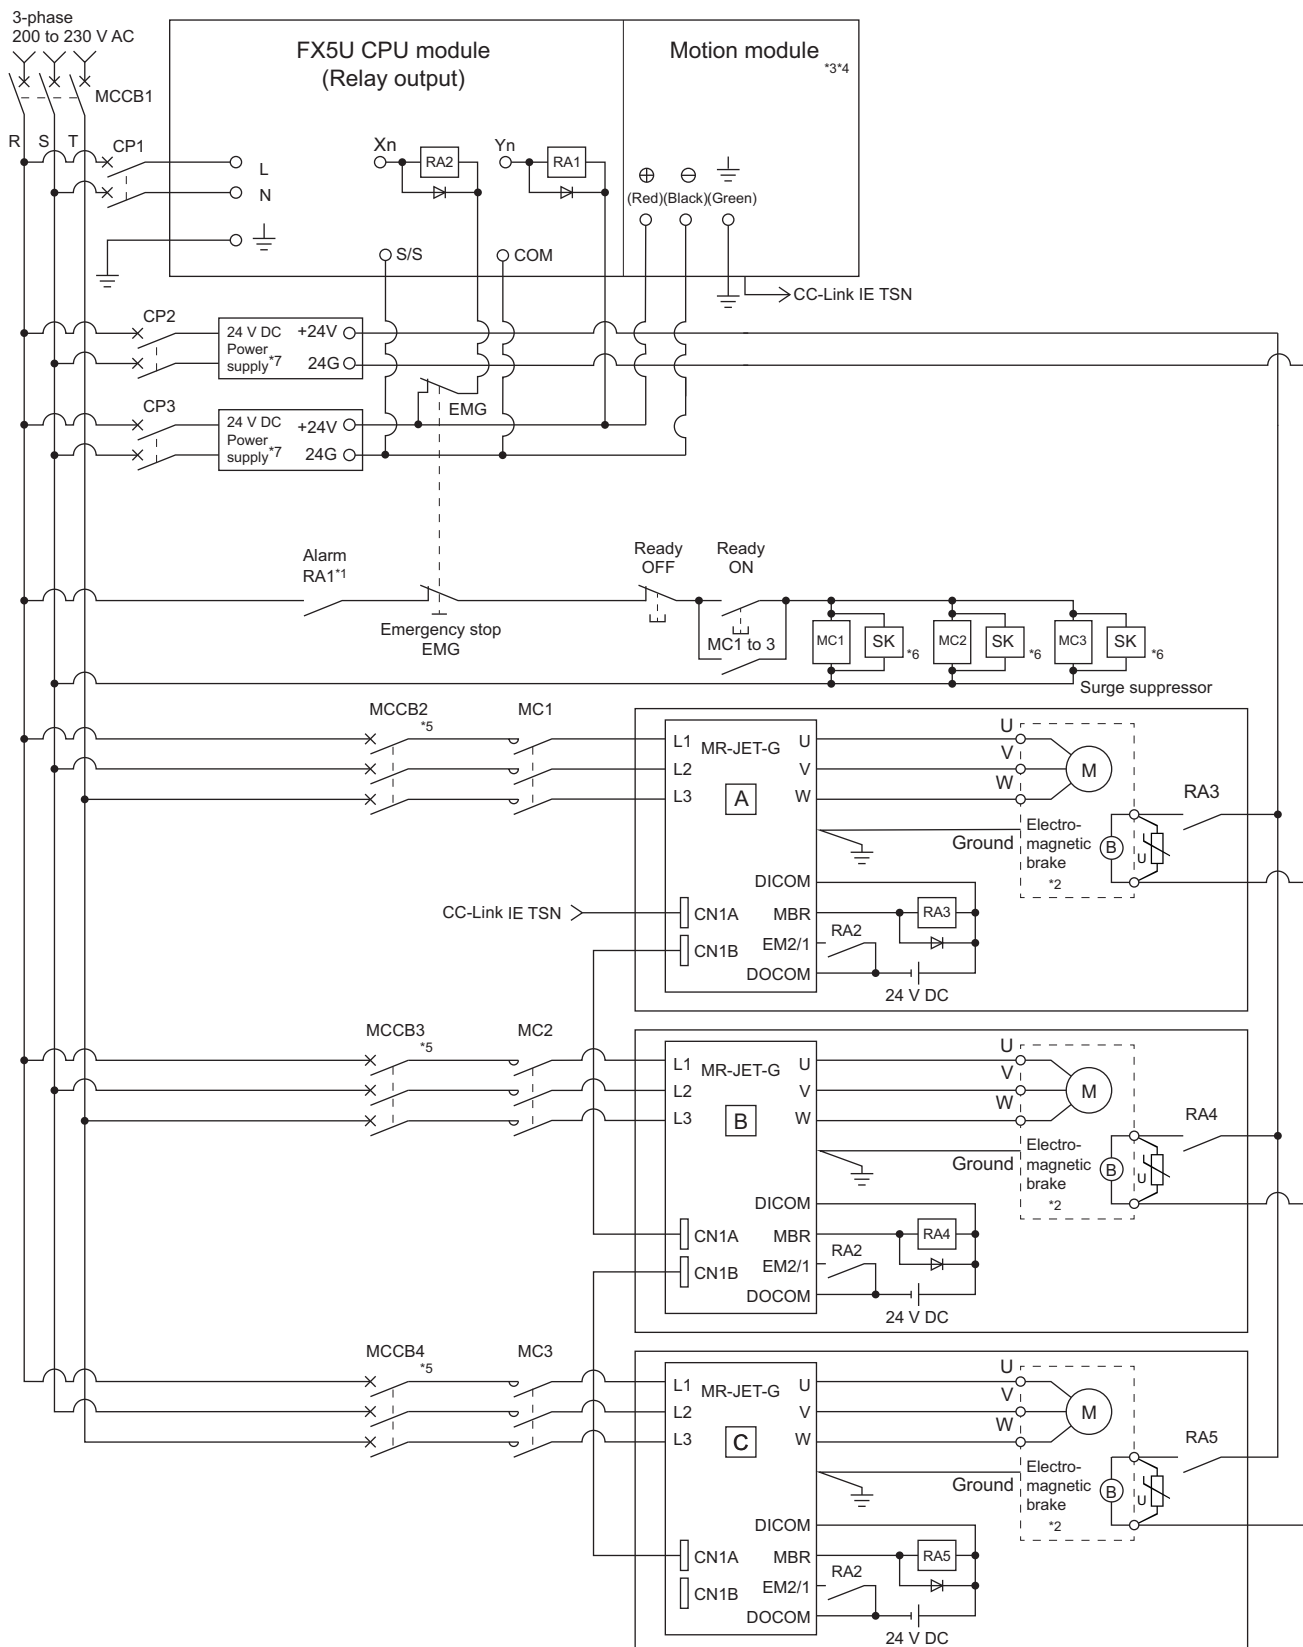 3-phase
200 to 230 V AC
MCCB1
R S T
CP1
FX5U CPU module
(Relay output)
Motion module
*3*4
L
N
Xn
RA2
Yn
RA1
⊕ ⊖
(Red)(Black)(Green)
S/S
COM
CC-Link IE TSN
CP2
24 V DC
Power
supply*7
+24V
24G
CP3
24 V DC
Power
supply*7
+24V
24G
EMG
Alarm
RA1*1
Emergency stop
EMG
Ready
OFF
Ready
ON
MC1 to 3
MC1
SK
*6
MC2
SK
*6
MC3
SK
*6
Surge suppressor
MCCB2
*5
MC1
L1
L2
L3
MR-JET-G
A
U
V
W
U
V
W
M
Ground
Electro-
magnetic
brake
*2
B
U
RA3
CC-Link IE TSN
CN1A
CN1B
DICOM
MBR
EM2/1
DOCOM
RA3
RA2
24 V DC
MCCB3
*5
MC2
L1
L2
L3
MR-JET-G
B
U
V
W
U
V
W
M
Ground
Electro-
magnetic
brake
*2
B
U
RA4
CN1A
CN1B
DICOM
MBR
EM2/1
DOCOM
RA4
RA2
24 V DC
MCCB4
*5
MC3
L1
L2
L3
MR-JET-G
C
U
V
W
U
V
W
M
Ground
Electro-
magnetic
brake
*2
B
U
RA5
CN1A
CN1B
DICOM
MBR
EM2/1
DOCOM
RA5
RA2
24 V DC